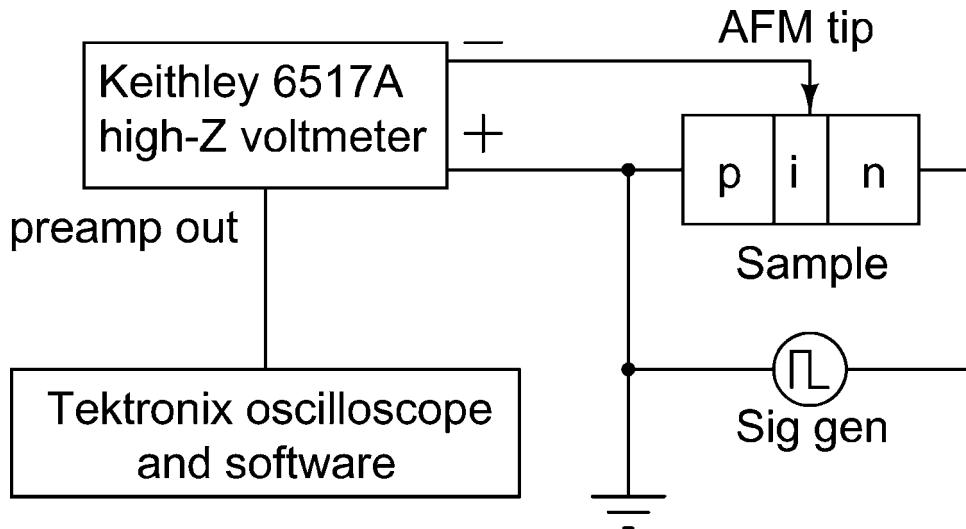 AFM tip
−
Keithley 6517A
high-Z voltmeter
+
p i n
preamp out
Sample
Tektronix oscilloscope
and software
Sig gen